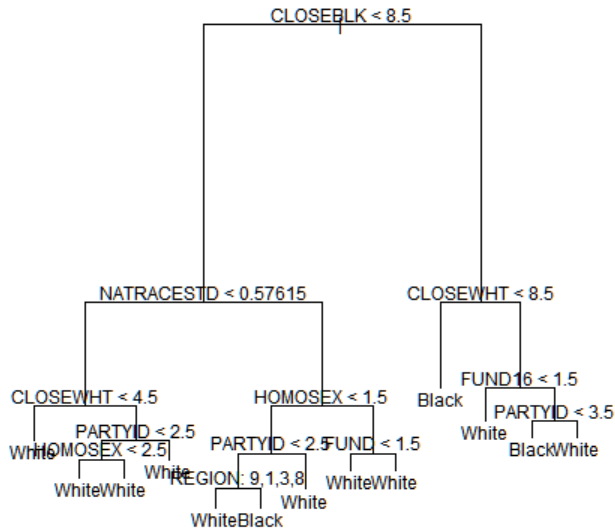 CLOSEBLK < 8.5
NATRACESTD < 0.57615
CLOSEWHT < 8.5
CLOSEWHT < 4.5
HOMOSEX < 1.5
Black
FUND16 < 1.5
White
PARTYID < 2.5
White
PARTYID < 3.5
HOMOSEX < 2.5
White
PARTYID < 2.5
FUND < 1.5
Black
White
White
White
REGION: 9,1,3,8
White
White
White
White
Black